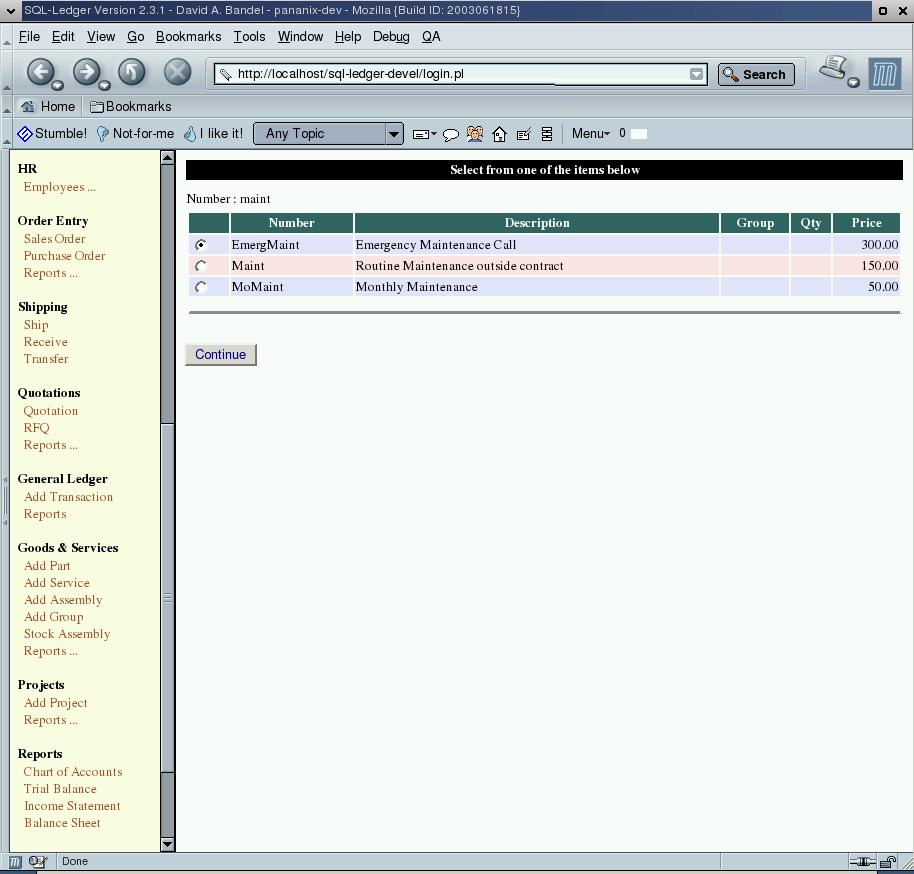 SQL-Ledger Version 2.3.1 - David A. Bandel - pananix-dev - Mozilla {Build ID: 2003061815}
File Edit View Go Bookmarks Tools Window Help Debug QA
http://localhost/sql-ledger-devel/login.pl Search
Home Bookmarks
Stumble! Not-for-me I like it! Any Topic Menu 0
HR
Employees ...
Order Entry
Sales Order
Purchase Order
Reports ...
Shipping
Ship
Receive
Transfer
Quotations
Quotation
RFQ
Reports ...
General Ledger
Add Transaction
Reports
Goods & Services
Add Part
Add Service
Add Assembly
Add Group
Stock Assembly
Reports ...
Projects
Add Project
Reports ...
Reports
Chart of Accounts
Trial Balance
Income Statement
Balance Sheet
Select from one of the items below
Number : maint
Number Description Group Qty Price
EmergMaint Emergency Maintenance Call 300.00
Maint Routine Maintenance outside contract 150.00
MoMaint Monthly Maintenance 50.00
Continue
Done